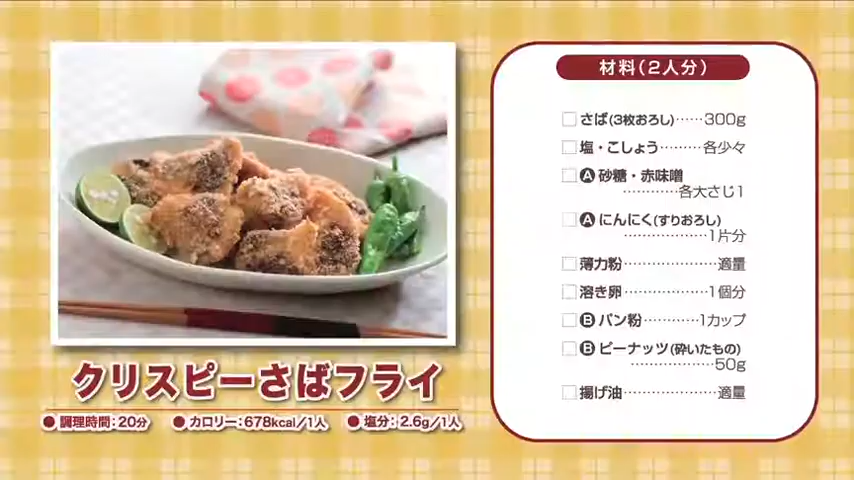 クリスピーさばフライ
●調理時間：20分 ●カロリー：678kcal／1人 ●塩分：2.6g／1人
材料（2人分）
□さば(3枚おろし)……300g
□塩・こしょう………各少々
□Ⓐ砂糖・赤味噌
…………各大さじ1
□Ⓐにんにく(すりおろし)
………………1片分
□薄力粉…………………適量
□溶き卵…………………1個分
□Ⓑパン粉…………1カップ
□Ⓑピーナッツ(砕いたもの)
………………50g
□揚げ油…………………適量